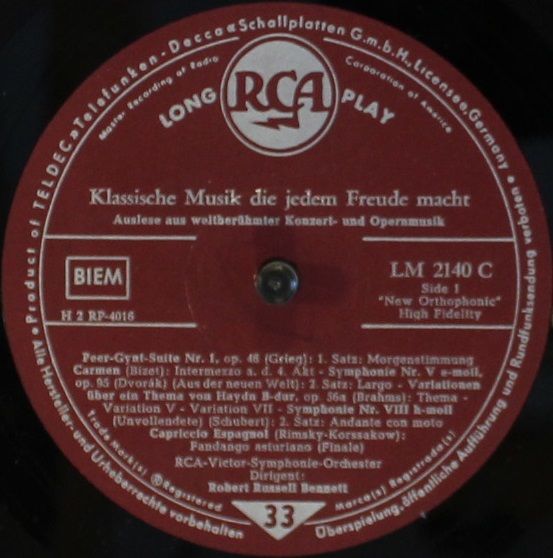 Product of TELDEC »Telefunken - Decca« Schallplatten G.m.b.H., Licensee, Germany
Master Recording of Radio
Corporation of America
RCA
LONG PLAY
Klassische Musik die jedem Freude macht
Auslese aus weltberühmter Konzert- und Opernmusik
BIEM
H 2 RP-4016
LM 2140 C
Side 1
"New Orthophonic"
High Fidelity
Peer-Gynt-Suite Nr. 1, op. 46 (Grieg): 1. Satz: Morgenstimmung
Carmen (Bizet): Intermezzo a. d. 4. Akt - Symphonie Nr. V e-moll,
op. 95 (Dvorák) (Aus der neuen Welt): 2. Satz: Largo - Variationen
über ein Thema von Haydn B-dur, op. 56a (Brahms): Thema -
Variation V - Variation VII - Symphonie Nr. VIII h-moll
(Unvollendete) (Schubert): 2. Satz: Andante con moto
Capriccio Espagnol (Rimsky-Korssakow):
Fandango asturiano (Finale)
RCA-Victor-Symphonie-Orchester
Dirigent:
Robert Russell Bennett
33
Trade Mark(s) ® Registered
Marca(s) Registrada(s)
Alle Hersteller- und Urheberrechte vorbehalten
Überspielung, öffentliche Aufführung und Rundfunksendung verboten